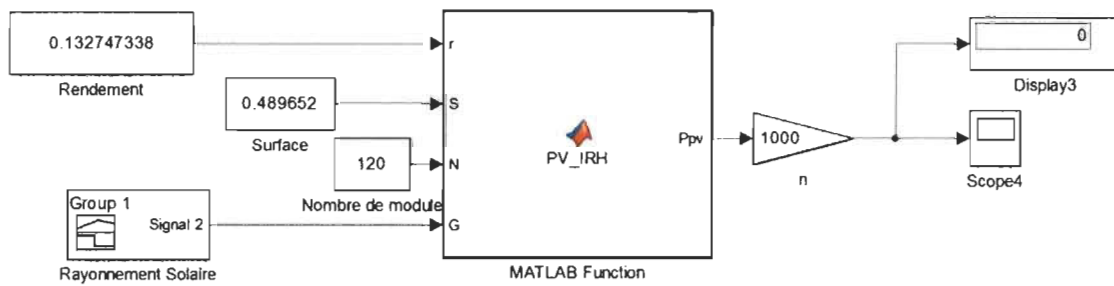 0.132747338
Rendement
0.489652
Surface
120
Nombre de module
Group 1
Signal 2
Rayonnement Solaire
r
S
N
G
PV_IRH
Ppv
MATLAB Function
1000
n
0
Display3
Scope4